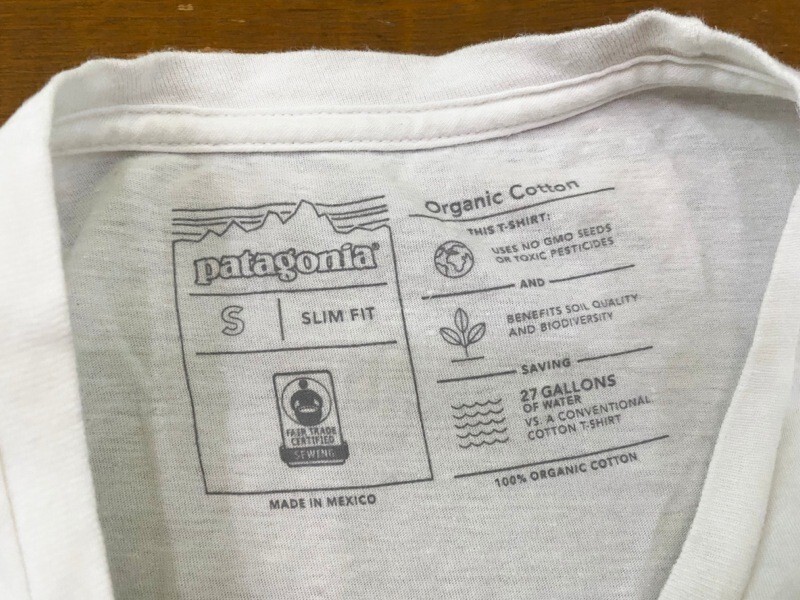 patagonia®
S
SLIM FIT
FAIR TRADE
CERTIFIED
SEWING
MADE IN MEXICO
Organic Cotton
THIS T-SHIRT:
USES NO GMO SEEDS
OR TOXIC PESTICIDES
AND
BENEFITS SOIL QUALITY
AND BIODIVERSITY
SAVING
27 GALLONS
OF WATER
VS. A CONVENTIONAL
COTTON T-SHIRT
100% ORGANIC COTTON